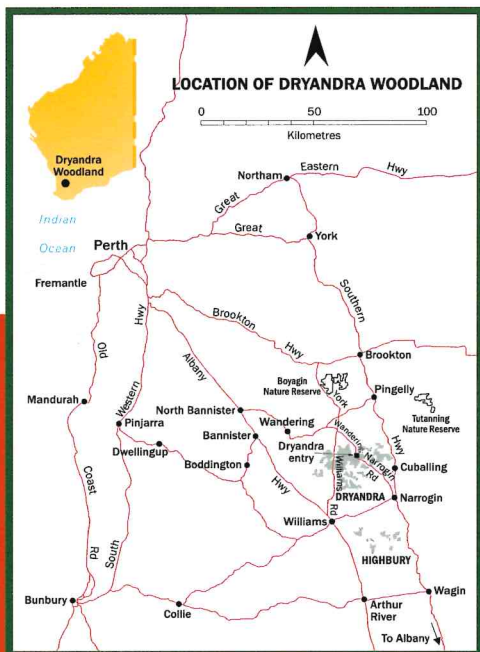 LOCATION OF DRYANDRA WOODLAND
0 50 100
Kilometres
Dryandra
Woodland
Indian
Ocean
Northam
Eastern
Hwy
Great
Great
York
Perth
Fremantle
Southern
Hwy
Brookton
Hwy
Old
Albany
Brookton
Western
Boyagin
Nature Reserve
York
Pingelly
Mandurah
Pinjarra
North Bannister
Wandering
Tutanning
Nature Reserve
Bannister
Dryandra
entry
Wandering
Narrogin
Rd
Hwy
Dwellingup
Boddington
Cuballing
Williams
DRYANDRA
Narrogin
Coast
Hwy
Rd
Williams
HIGHBURY
Rd
South
Bunbury
Collie
Arthur
River
Wagin
To Albany